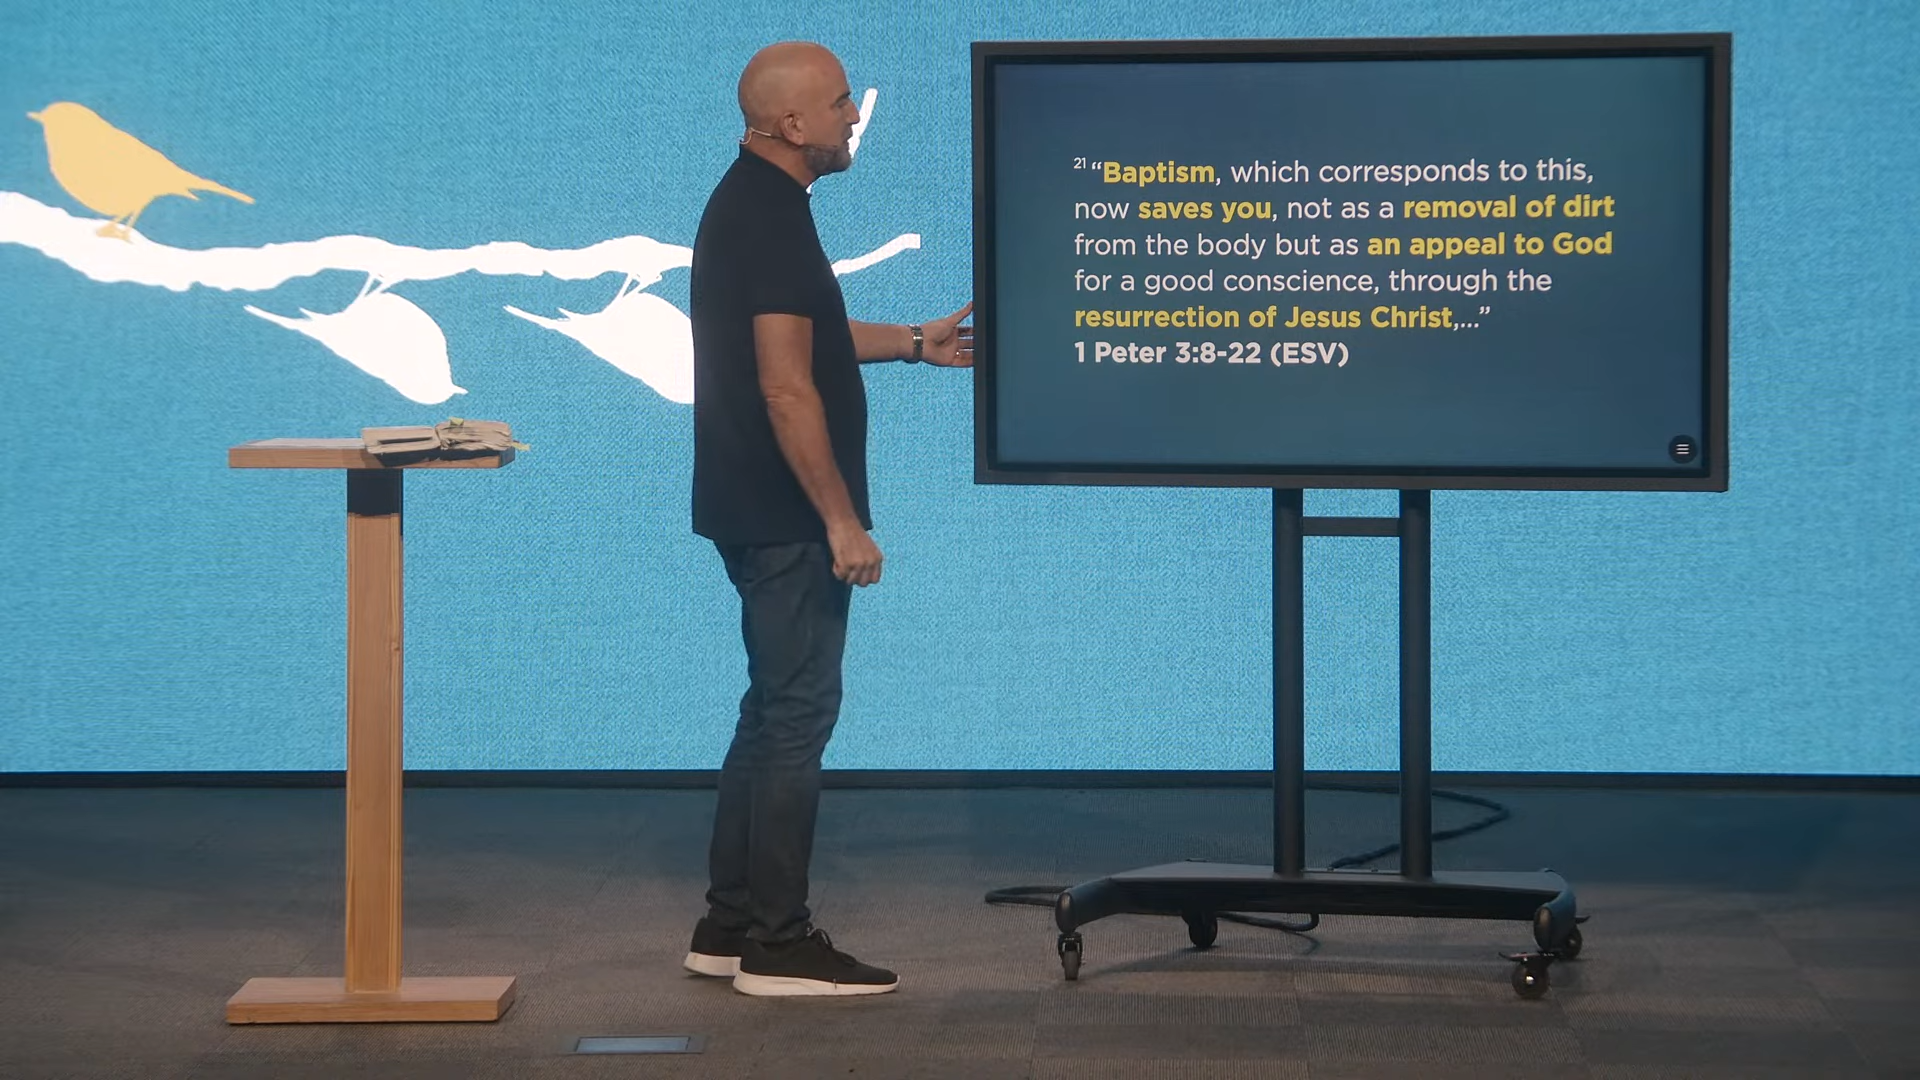 21 “Baptism, which corresponds to this,
now saves you, not as a removal of dirt
from the body but as an appeal to God
for a good conscience, through the
resurrection of Jesus Christ,...”
1 Peter 3:8-22 (ESV)